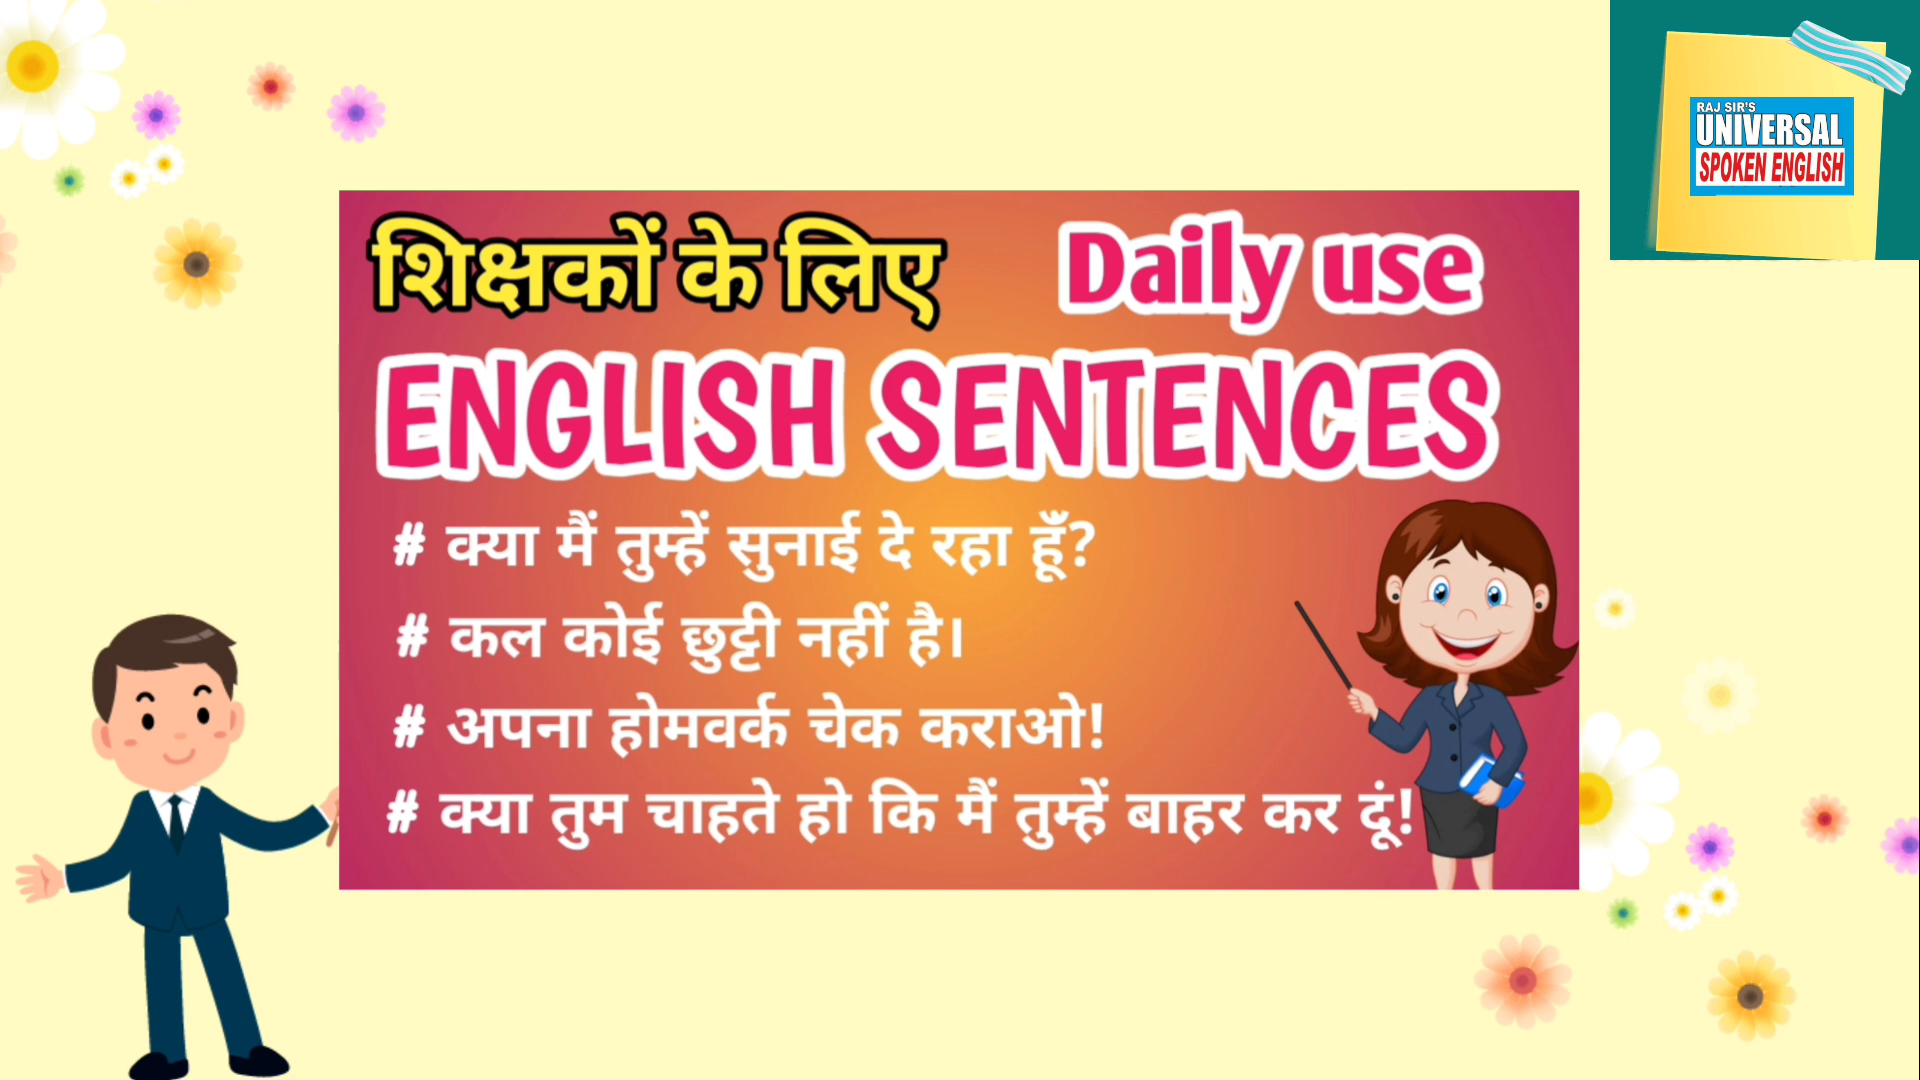 RAJ SIR'S
UNIVERSAL
SPOKEN ENGLISH
शिक्षकों के लिए Daily use
ENGLISH SENTENCES
# क्या मैं तुम्हें सुनाई दे रहा हूँ?
# कल कोई छुट्टी नहीं है।
# अपना होमवर्क चेक कराओ!
# क्या तुम चाहते हो कि मैं तुम्हें बाहर कर दूं!